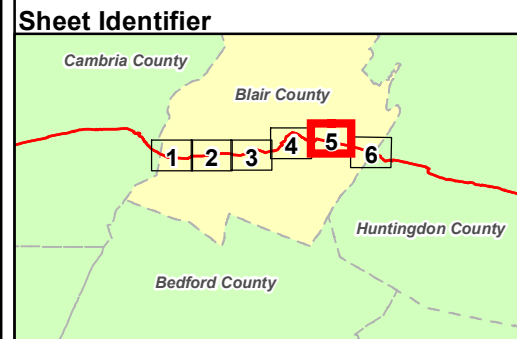 Sheet Identifier
Cambria County
Blair County
1 2 3 4 5 6
Huntingdon County
Bedford County